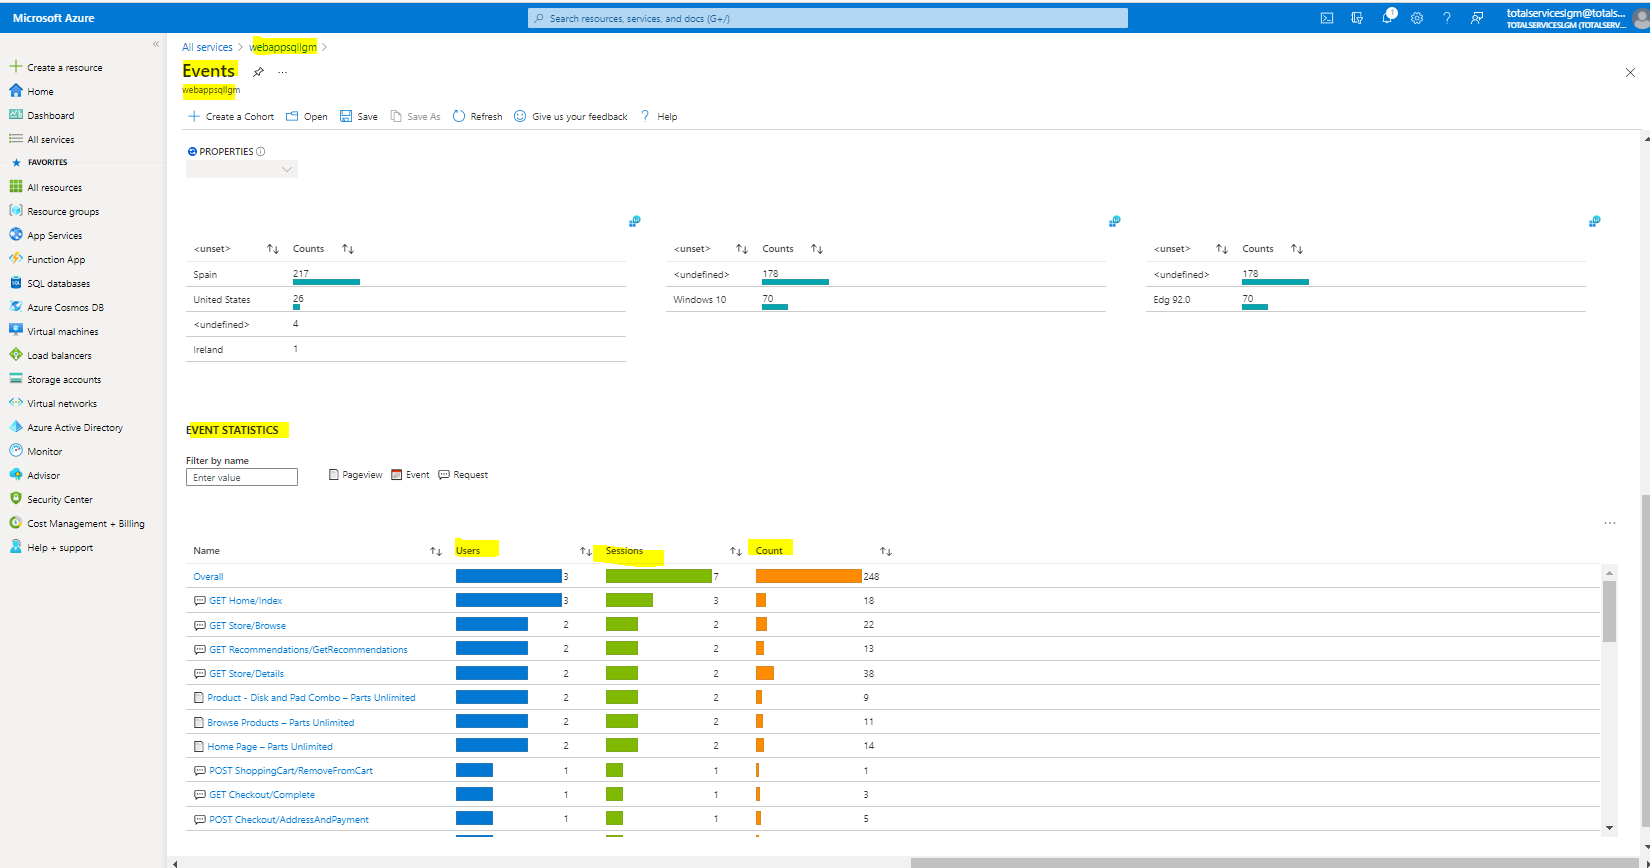 Microsoft Azure
Search resources, services, and docs (G+/)
1
totalserviceslgm@totals...
TOTALSERVICESLGM (TOTALSERV...
«
Create a resource
Home
Dashboard
All services
FAVORITES
All resources
Resource groups
App Services
Function App
SQL databases
Azure Cosmos DB
Virtual machines
Load balancers
Storage accounts
Virtual networks
Azure Active Directory
Monitor
Advisor
Security Center
Cost Management + Billing
Help + support
All services > webappsqllgm >
Events ...
webappsqllgm
Create a Cohort Open Save Save As Refresh Give us your feedback ? Help
PROPERTIES
<unset> Counts
Spain 217
United States 26
<undefined> 4
Ireland 1
<unset> Counts
<undefined> 178
Windows 10 70
<unset> Counts
<undefined> 178
Edg 92.0 70
EVENT STATISTICS
Filter by name
Enter value Pageview Event Request
...
Name Users Sessions Count
Overall 3 7 248
GET Home/Index 3 3 18
GET Store/Browse 2 2 22
GET Recommendations/GetRecommendations 2 2 13
GET Store/Details 2 2 38
Product - Disk and Pad Combo – Parts Unlimited 2 2 9
Browse Products – Parts Unlimited 2 2 11
Home Page – Parts Unlimited 2 2 14
POST ShoppingCart/RemoveFromCart 1 1 1
GET Checkout/Complete 1 1 3
POST Checkout/AddressAndPayment 1 1 5